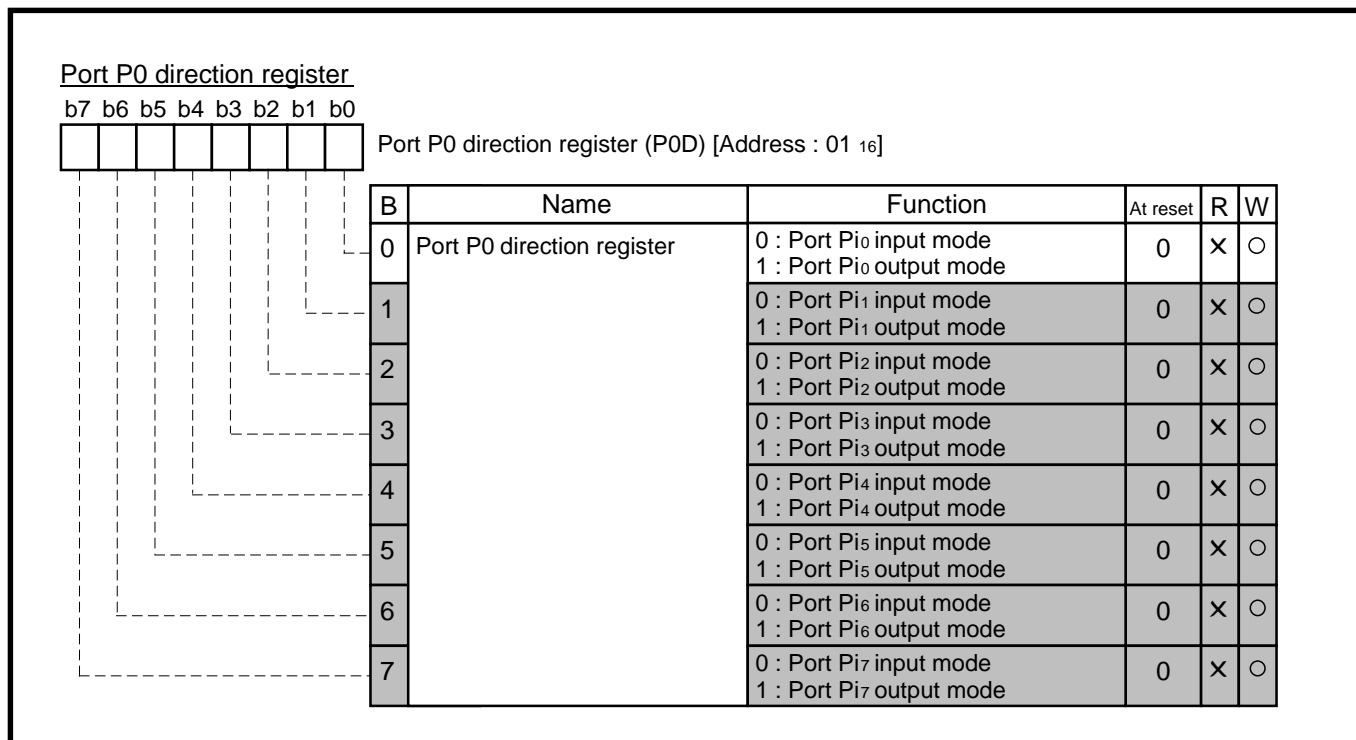 Port P0 direction register
b7 b6 b5 b4 b3 b2 b1 b0
Port P0 direction register (P0D) [Address : 01 16]
B Name Function At reset R W
0 Port P0 direction register 0 : Port Pi0 input mode 0 × ○
1 : Port Pi0 output mode
1 0 : Port Pi1 input mode 0 × ○
1 : Port Pi1 output mode
2 0 : Port Pi2 input mode 0 × ○
1 : Port Pi2 output mode
3 0 : Port Pi3 input mode 0 × ○
1 : Port Pi3 output mode
4 0 : Port Pi4 input mode 0 × ○
1 : Port Pi4 output mode
5 0 : Port Pi5 input mode 0 × ○
1 : Port Pi5 output mode
6 0 : Port Pi6 input mode 0 × ○
1 : Port Pi6 output mode
7 0 : Port Pi7 input mode 0 × ○
1 : Port Pi7 output mode